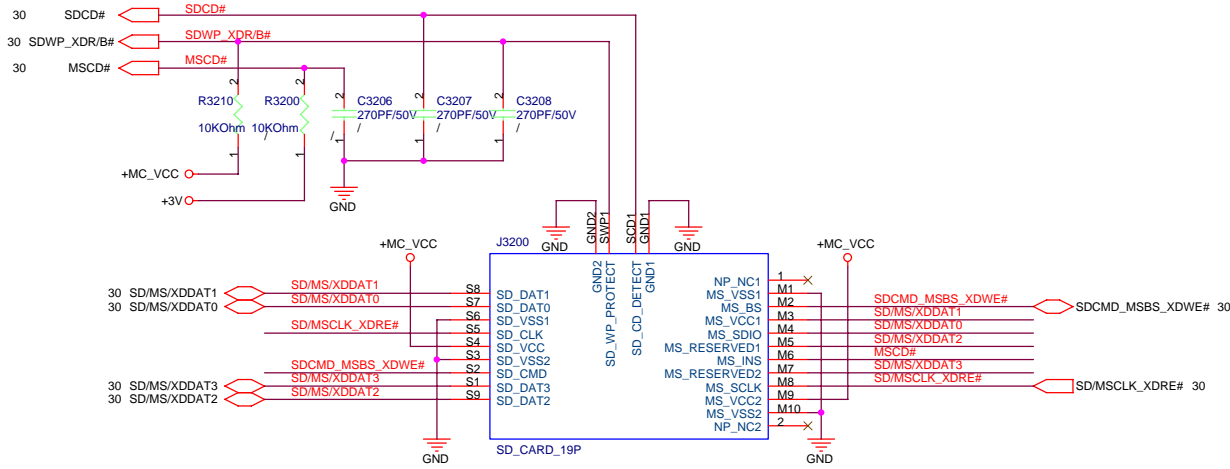 30 SDCD# SDCD#
30 SDWP_XDR/B# SDWP_XDR/B#
30 MSCD# MSCD#
2 2 2 2 2
R3210 R3200 C3206 C3207 C3208
270PF/50V 270PF/50V 270PF/50V
10KOhm 10KOhm
/ / / / /
1 1 1 1 1
+MC_VCC
+3V
GND
GND GND2 SWP1 SCD1 GND1 GND
+MC_VCC J3200 +MC_VCC
GND2 SD_WP_PROTECT SD_CD_DETECT GND1
NP_NC1 1
30 SD/MS/XDDAT1 SD/MS/XDDAT1 S8 SD_DAT1 MS_VSS1 M1
30 SD/MS/XDDAT0 SD/MS/XDDAT0 S7 SD_DAT0 MS_BS M2 SDCMD_MSBS_XDWE# SDCMD_MSBS_XDWE# 30
S6 SD_VSS1 MS_VCC1 M3 SD/MS/XDDAT1
SD/MSCLK_XDRE# S5 SD_CLK MS_SDIO M4 SD/MS/XDDAT0
S4 SD_VCC MS_RESERVED1 M5 SD/MS/XDDAT2
S3 SD_VSS2 MS_INS M6 MSCD#
SDCMD_MSBS_XDWE# S2 SD_CMD MS_RESERVED2 M7 SD/MS/XDDAT3
30 SD/MS/XDDAT3 SD/MS/XDDAT3 S1 SD_DAT3 MS_SCLK M8 SD/MSCLK_XDRE# SD/MSCLK_XDRE# 30
30 SD/MS/XDDAT2 SD/MS/XDDAT2 S9 SD_DAT2 MS_VCC2 M9
MS_VSS2 M10
NP_NC2 2
GND SD_CARD_19P GND